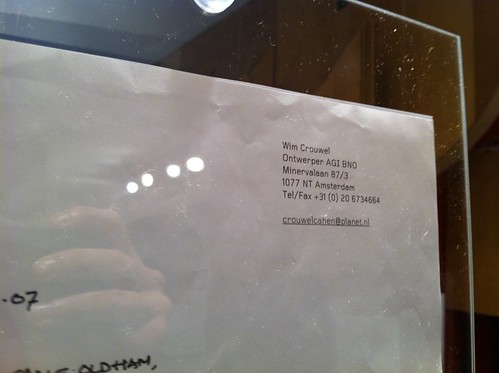 Wim Crouwel
Ontwerper AGI BNO
Minervalaan 87/3
1077 NT Amsterdam
Tel/Fax +31 (0) 20 6734664
crouwelcahen@planet.nl
.07
OLDHAM,